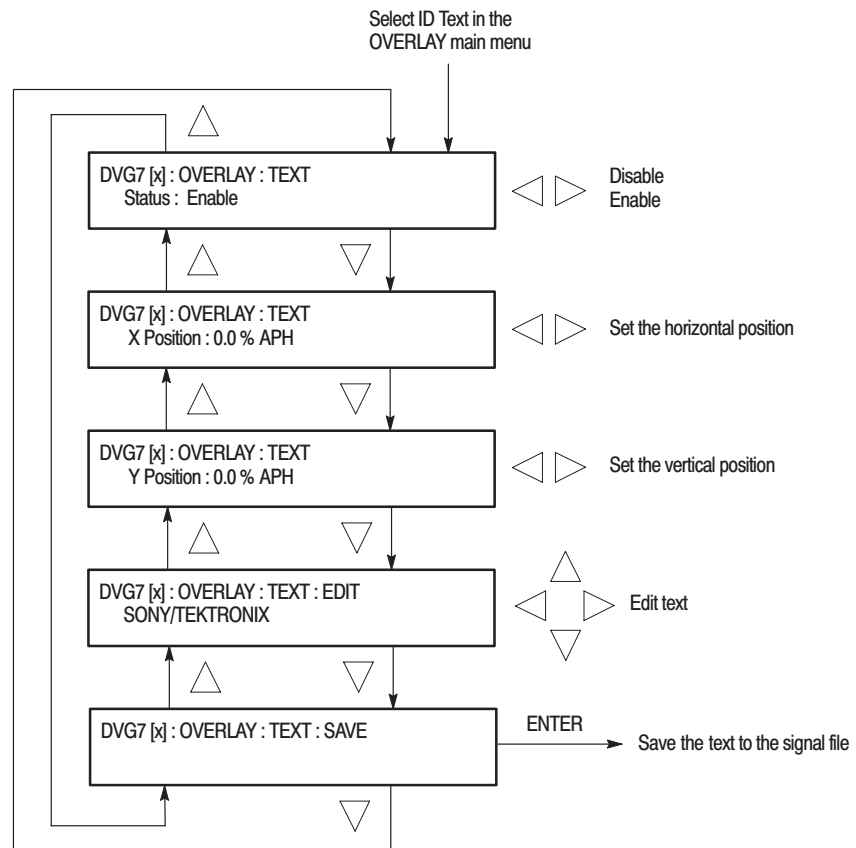 Select ID Text in the
OVERLAY main menu
DVG7 [x] : OVERLAY : TEXT
Status : Enable
Disable
Enable
DVG7 [x] : OVERLAY : TEXT
X Position : 0.0 % APH
Set the horizontal position
DVG7 [x] : OVERLAY : TEXT
Y Position : 0.0 % APH
Set the vertical position
DVG7 [x] : OVERLAY : TEXT : EDIT
SONY/TEKTRONIX
Edit text
DVG7 [x] : OVERLAY : TEXT : SAVE
ENTER
Save the text to the signal file